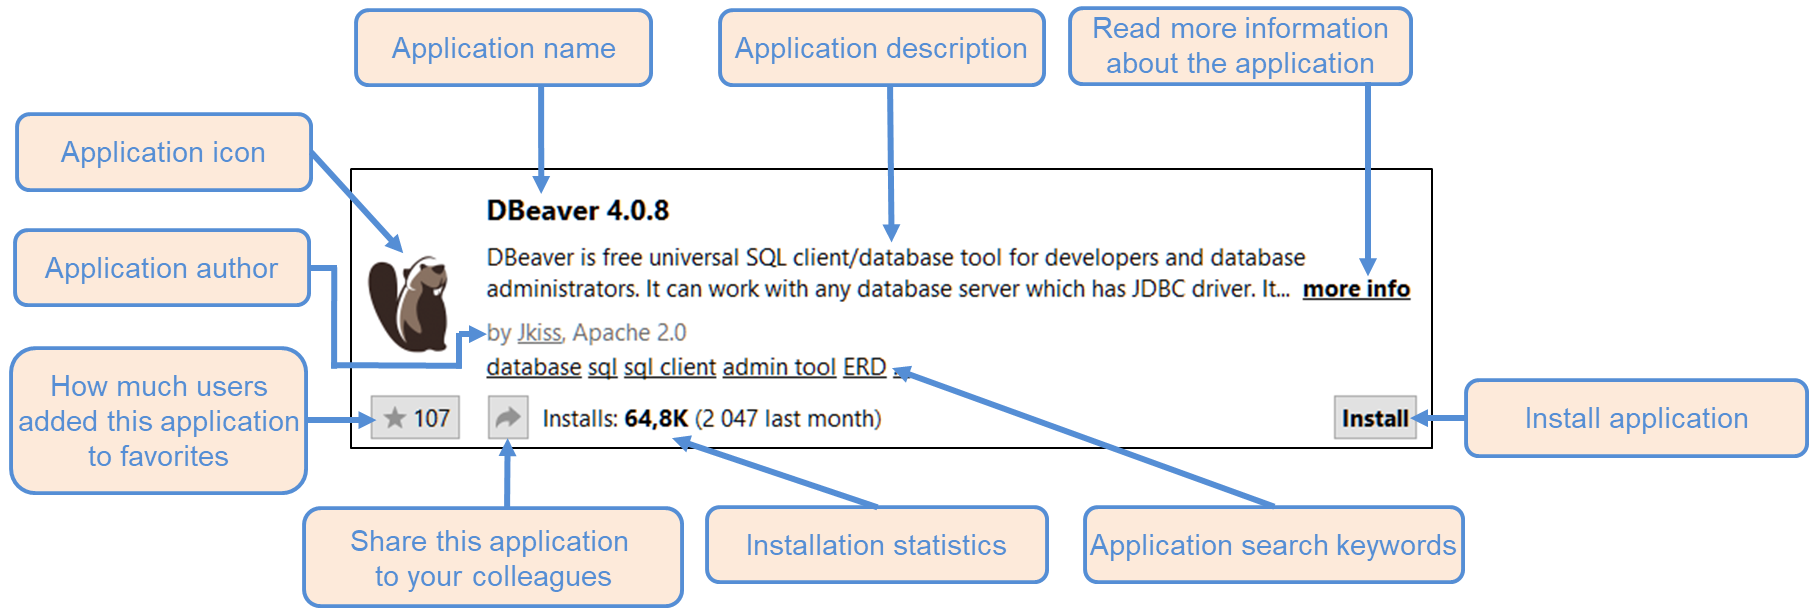 Application name
Application description
Read more information
about the application
Application icon
DBeaver 4.0.8
Application author
DBeaver is free universal SQL client/database tool for developers and database
administrators. It can work with any database server which has JDBC driver. It... more info
by Jkiss, Apache 2.0
database sql sql client admin tool ERD
How much users
added this application
to favorites
107
Installs: 64,8K (2 047 last month)
Install
Install application
Share this application
to your colleagues
Installation statistics
Application search keywords